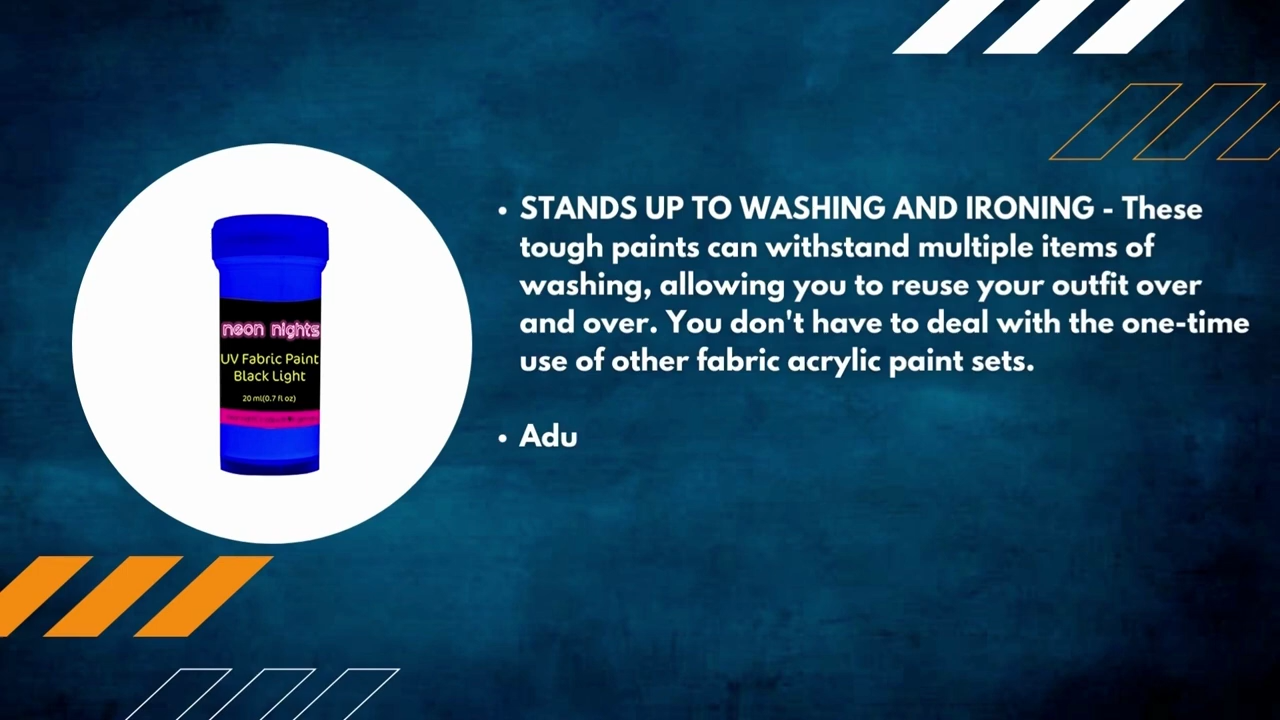 neon nights
UV Fabric Paint
Black Light
20 ml(0.7 fl oz)
• STANDS UP TO WASHING AND IRONING - These
tough paints can withstand multiple items of
washing, allowing you to reuse your outfit over
and over. You don't have to deal with the one-time
use of other fabric acrylic paint sets.
• Adu